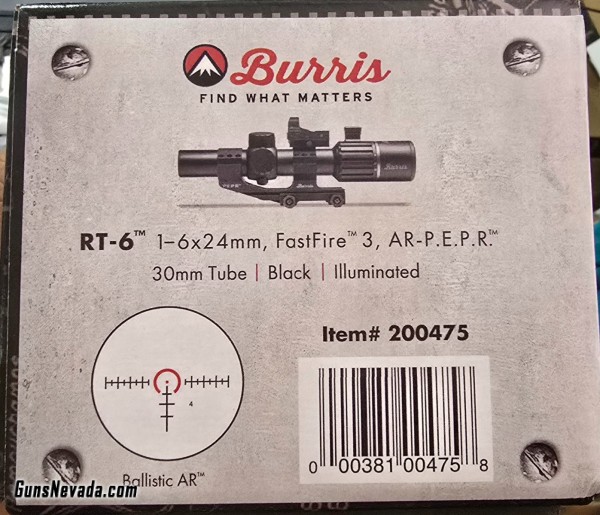 Burris
FIND WHAT MATTERS
RT-6™ 1–6x24mm, FastFire™ 3, AR-P.E.P.R.™
30mm Tube | Black | Illuminated
Item# 200475
4
Ballistic AR™
0 00381 00475 8
GunsNevada.com